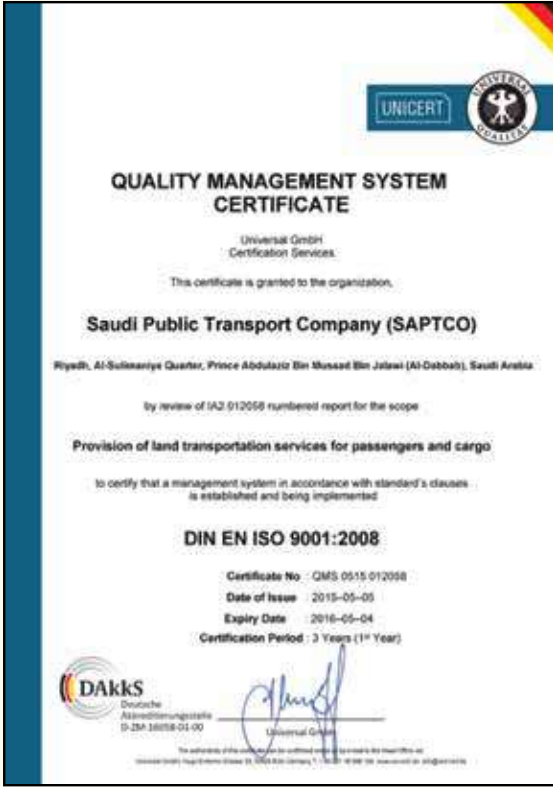 UNICERT
UNIVERSAL
QUALITÄT
QUALITY MANAGEMENT SYSTEM
CERTIFICATE
Universal GmbH
Certification Services
This certificate is granted to the organization,
Saudi Public Transport Company (SAPTCO)
Riyadh, Al-Sulimaniye Quarter, Prince Abdulaziz Bin Mussad Bin Jalawi (Al-Dabbab), Saudi Arabia
by review of IA2 012058 numbered report for the scope
Provision of land transportation services for passengers and cargo
to certify that a management system in accordance with standard's clauses
is established and being implemented
DIN EN ISO 9001:2008
Certificate No : QMS 0515 012058
Date of Issue : 2015-05-05
Expiry Date : 2016-05-04
Certification Period : 3 Years (1st Year)
DAkkS
Deutsche
Akkreditierungsstelle
D-ZM-16058-01-00
Universal GmbH